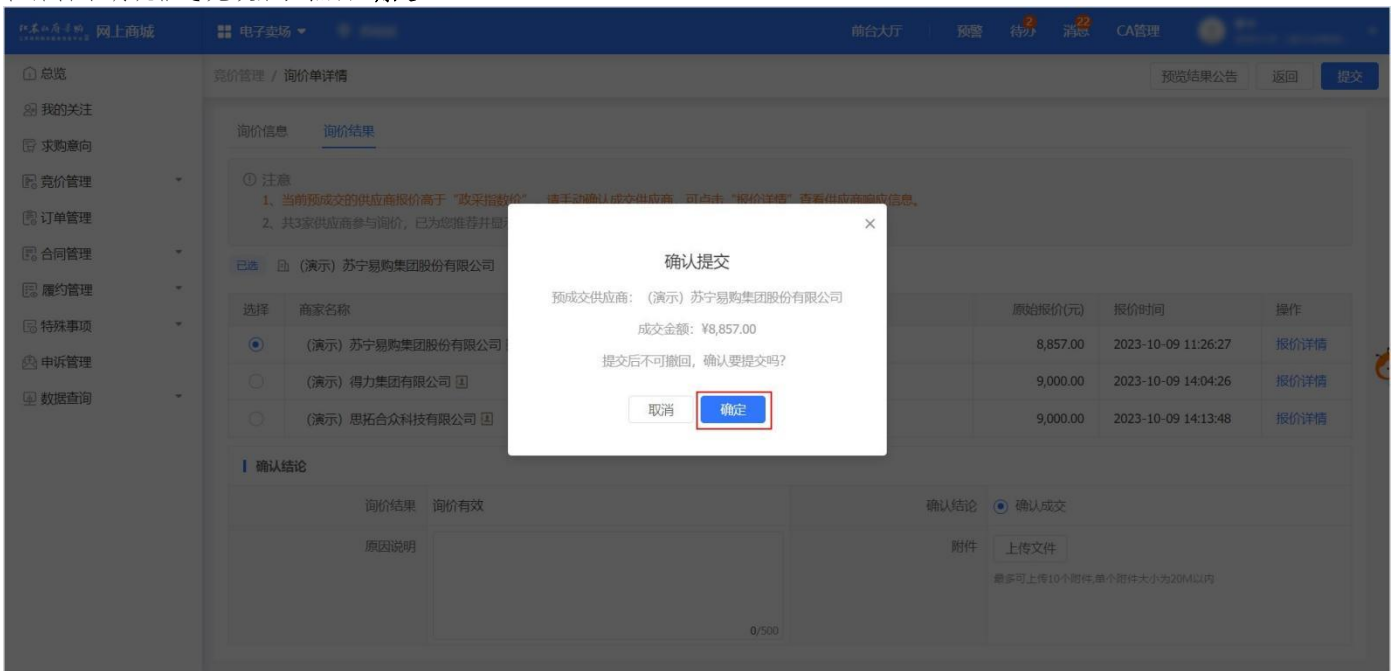 网上商城
电子卖场
前台大厅
预警
待办 2
消息 22
CA管理
总览
我的关注
求购意向
竞价管理
订单管理
合同管理
履约管理
特殊事项
申诉管理
数据查询
竞价管理 / 询价单详情
预览结果公告
返回
提交
询价信息 询价结果
注意
1、当前预成交的供应商报价高于“政采指数价”，请手动确认成交供应商，可点击“报价详情”查看供应商响应信息。
2、共3家供应商参与询价，已为您推荐并显
已选 （演示）苏宁易购集团股份有限公司
选择 商家名称 原始报价(元) 报价时间 操作
（演示）苏宁易购集团股份有限公司 8,857.00 2023-10-09 11:26:27 报价详情
（演示）得力集团有限公司 9,000.00 2023-10-09 14:04:26 报价详情
（演示）思拓合众科技有限公司 9,000.00 2023-10-09 14:13:48 报价详情
确认提交
预成交供应商：（演示）苏宁易购集团股份有限公司
成交金额：¥8,857.00
提交后不可撤回，确认要提交吗？
取消 确定
确认结论
询价结果 询价有效 确认结论 确认成交
原因说明 附件 上传文件
最多可上传10个附件,单个附件大小为20M以内
0/500